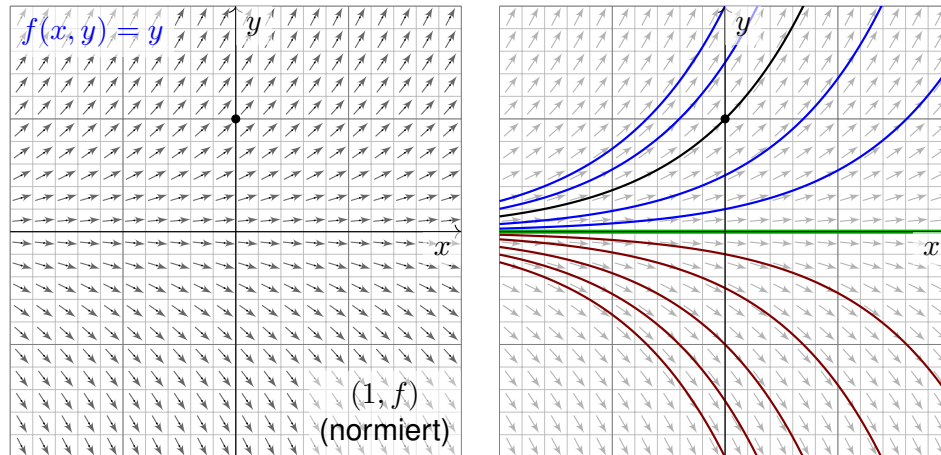 f(x, y) = y
y
x
(1, f)
(normiert)
y
x